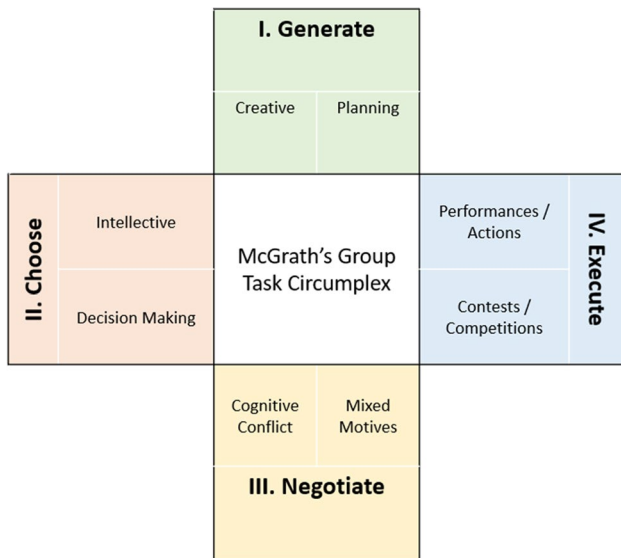 I. Generate
Creative
Planning
II. Choose
Intellective
Decision Making
McGrath's Group
Task Circumplex
Performances /
Actions
Contests /
Competitions
IV. Execute
Cognitive
Conflict
Mixed
Motives
III. Negotiate